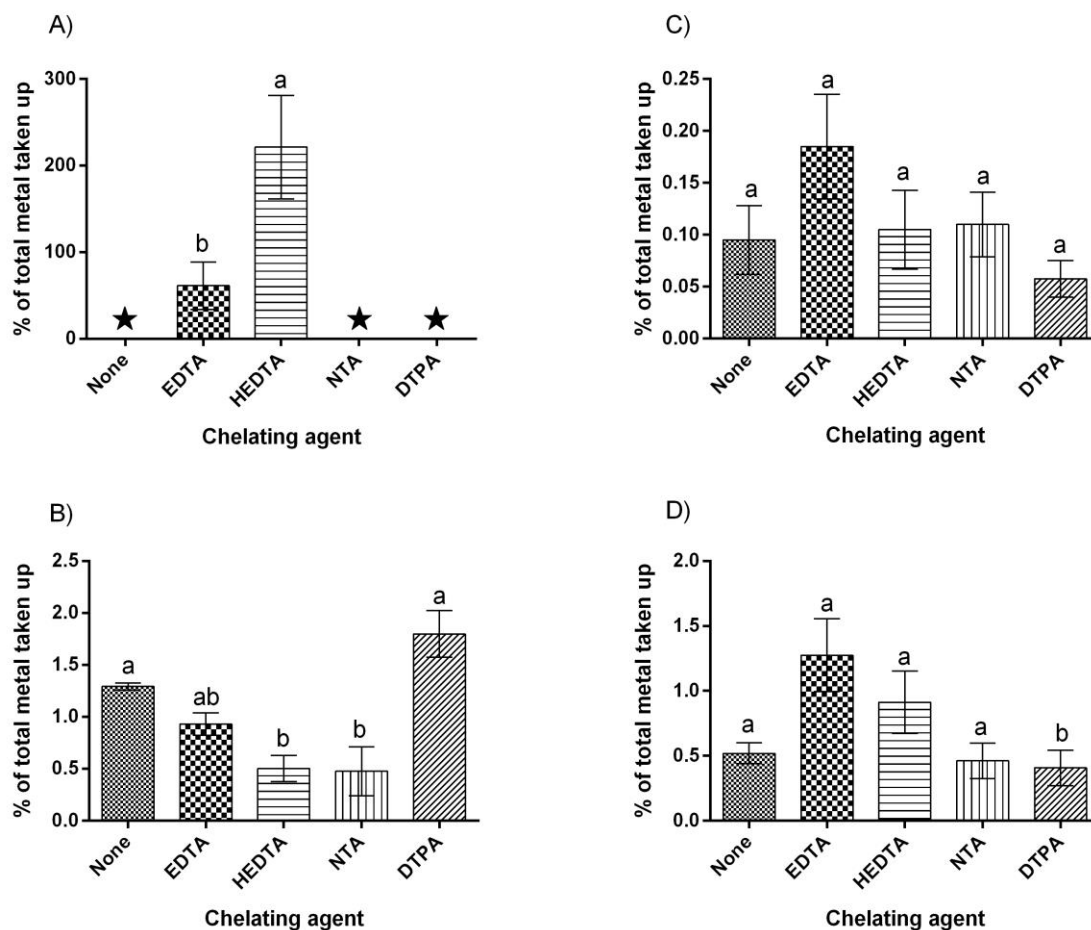 A)
% of total metal taken up
300
200
100
0
a
b
None
EDTA
HEDTA
NTA
DTPA
Chelating agent
C)
% of total metal taken up
0.25
0.20
0.15
0.10
0.05
0.00
a
a
a
a
a
None
EDTA
HEDTA
NTA
DTPA
Chelating agent
B)
% of total metal taken up
2.5
2.0
1.5
1.0
0.5
0.0
a
ab
b
b
a
None
EDTA
HEDTA
NTA
DTPA
Chelating agent
D)
% of total metal taken up
2.0
1.5
1.0
0.5
0.0
a
a
a
a
b
None
EDTA
HEDTA
NTA
DTPA
Chelating agent